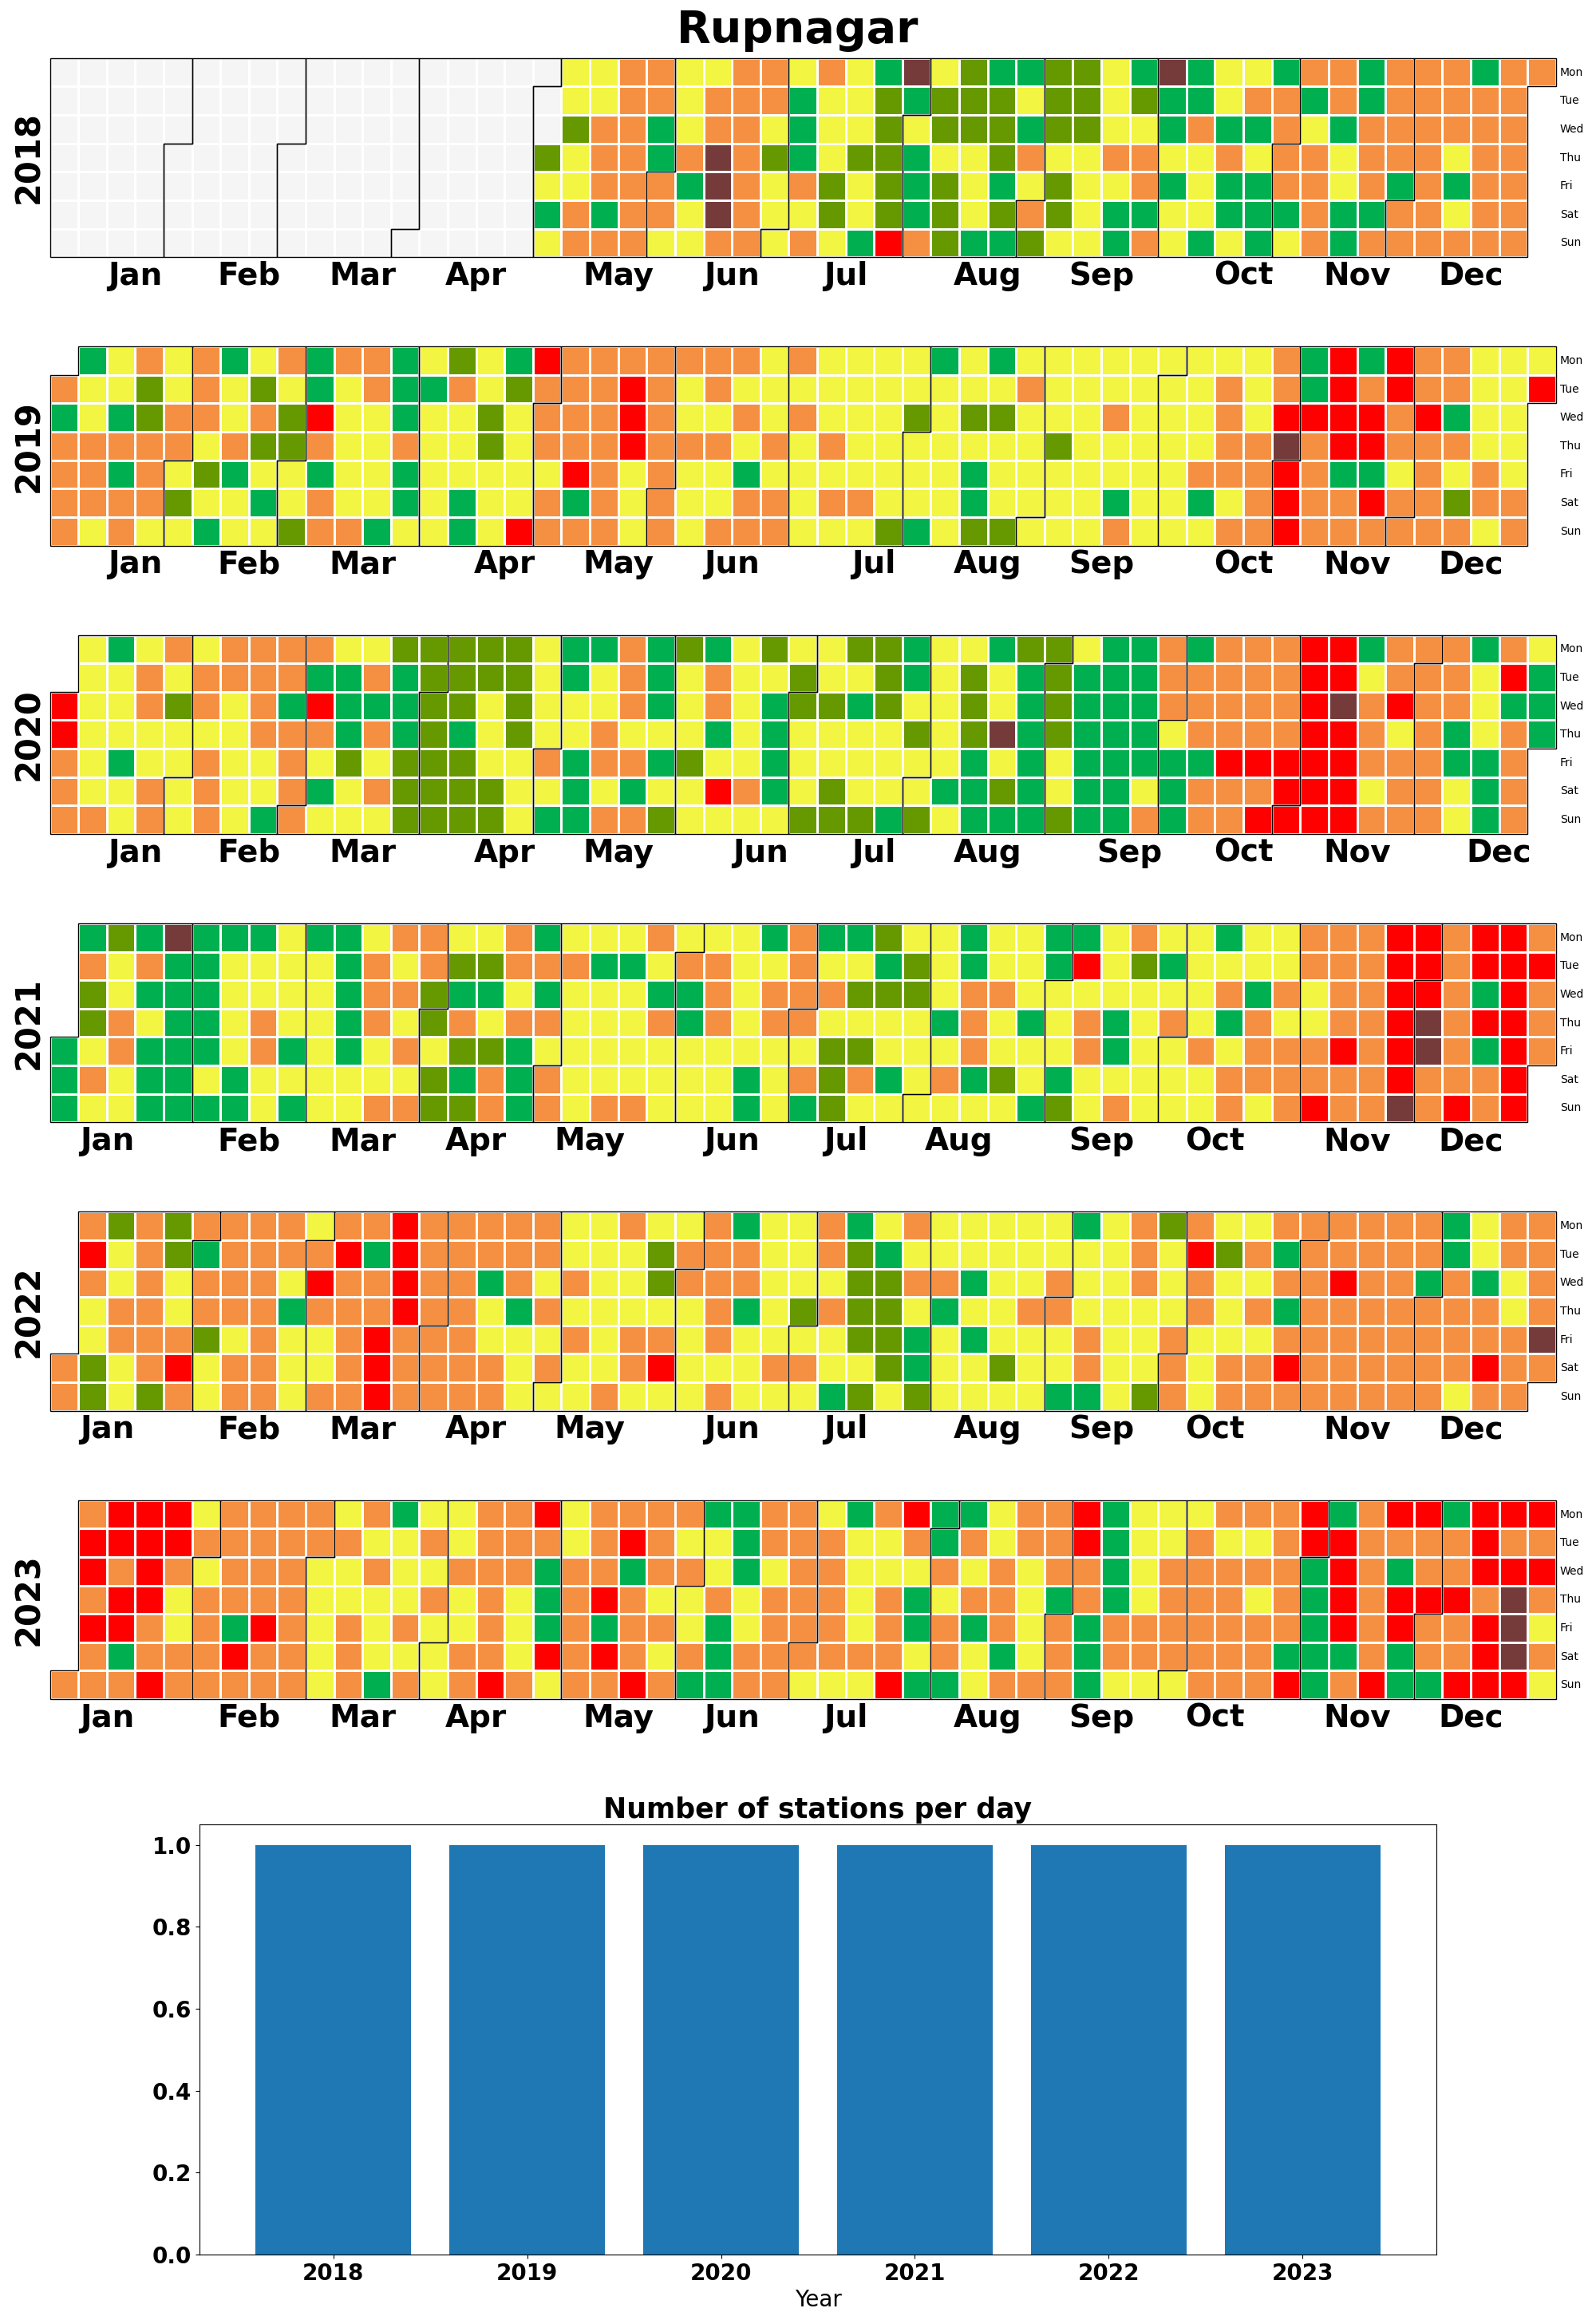 Rupnagar
2018
Mon
Tue
Wed
Thu
Fri
Sat
Sun
Jan Feb Mar Apr May Jun Jul Aug Sep Oct Nov Dec
2019
Mon
Tue
Wed
Thu
Fri
Sat
Sun
Jan Feb Mar Apr May Jun Jul Aug Sep Oct Nov Dec
2020
Mon
Tue
Wed
Thu
Fri
Sat
Sun
Jan Feb Mar Apr May Jun Jul Aug Sep Oct Nov Dec
2021
Mon
Tue
Wed
Thu
Fri
Sat
Sun
Jan Feb Mar Apr May Jun Jul Aug Sep Oct Nov Dec
2022
Mon
Tue
Wed
Thu
Fri
Sat
Sun
Jan Feb Mar Apr May Jun Jul Aug Sep Oct Nov Dec
2023
Mon
Tue
Wed
Thu
Fri
Sat
Sun
Jan Feb Mar Apr May Jun Jul Aug Sep Oct Nov Dec
Number of stations per day
1.0
0.8
0.6
0.4
0.2
0.0
2018 2019 2020 2021 2022 2023
Year